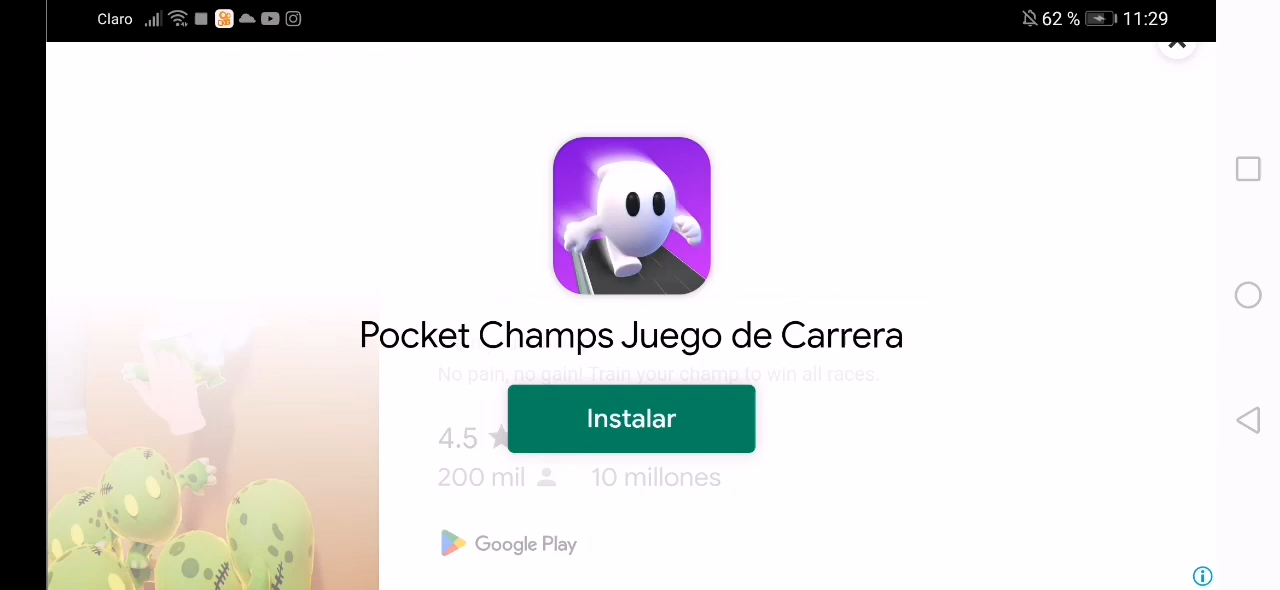 Claro 62 % 11:29
Pocket Champs Juego de Carrera
No pain, no gain! Train your champ to win all races.
Instalar
4.5
200 mil 10 millones
Google Play